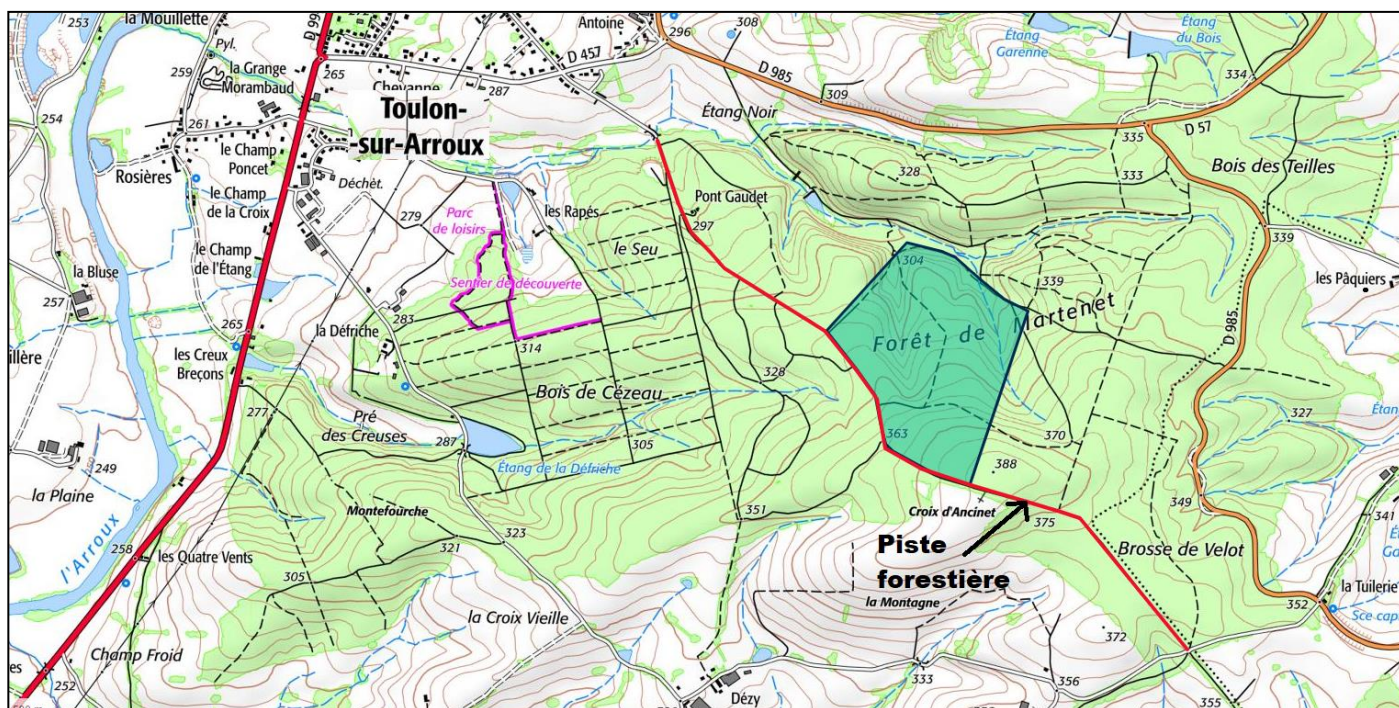 253
la Mouillette
D 99
Antoine
308
Étang
Garenne
Étang
du Bois
Pyl.
296
259
la Grange
Morambaud
265
D 457
D 985
334
Chevanne
287
309
254
261
Toulon-
-sur-Arroux
Étang Noir
335
D 57
le Champ
Poncet
Rosières
328
333
Bois des Teilles
Déchèt.
Pont Gaudet
le Champ
de la Croix
279
Parc
de loisirs
les Rapés
297
339
le Champ
de l'Étang
le Seu
304
la Bluse
Sentier de découverte
339
les Pâquiers
257
283
265
la Défriche
Forêt de Martenet
D 985
illère
314
les Creux
Breçons
328
Bois de Cézeau
277
Pré
des Creuses
327
287
305
363
370
249
Étang de la Défriche
388
la Plaine
349
Croix d'Ancinet
351
375
341
Montefourche
323
Brosse de Velot
l'Arroux
258
les Quatre Vents
321
Piste
forestière
305
la Montagne
352
la Tuilerie
Sce cap
la Croix Vieille
372
Champ Froid
333
252
Dézy
356
355